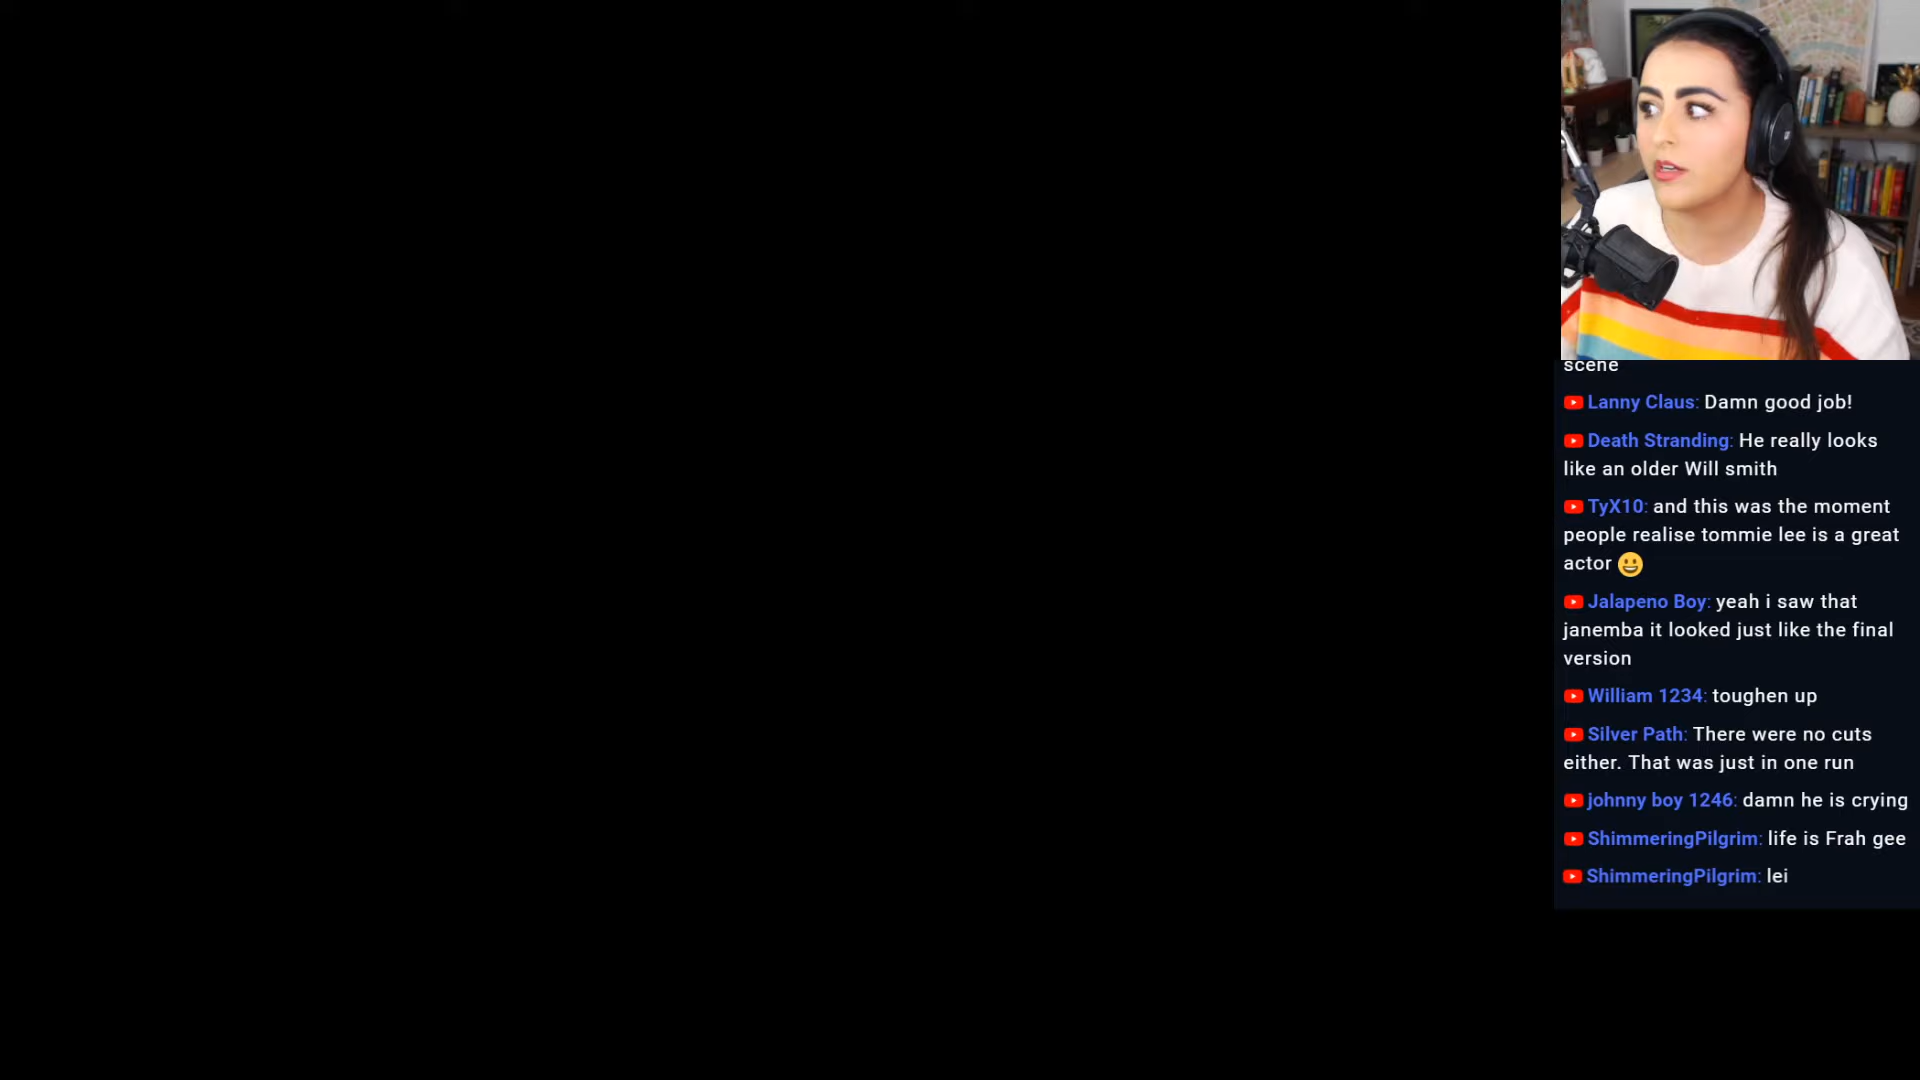 scene
Lanny Claus: Damn good job!
Death Stranding: He really looks
like an older Will smith
TyX10: and this was the moment
people realise tommie lee is a great
actor 😀
Jalapeno Boy: yeah i saw that
janemba it looked just like the final
version
William 1234: toughen up
Silver Path: There were no cuts
either. That was just in one run
johnny boy 1246: damn he is crying
ShimmeringPilgrim: life is Frah gee
ShimmeringPilgrim: lei